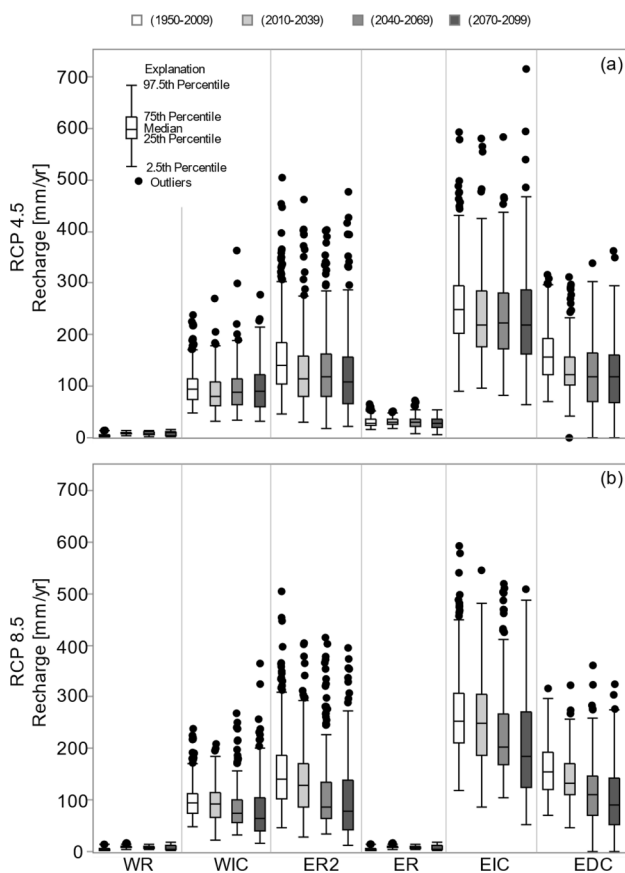 (1950-2009) (2010-2039) (2040-2069) (2070-2099)
(a)
RCP 4.5
Recharge [mm/yr]
700
600
500
400
300
200
100
0
Explanation
97.5th Percentile
75th Percentile
Median
25th Percentile
2.5th Percentile
Outliers
(b)
RCP 8.5
Recharge [mm/yr]
700
600
500
400
300
200
100
0
WR WIC ER2 ER EIC EDC